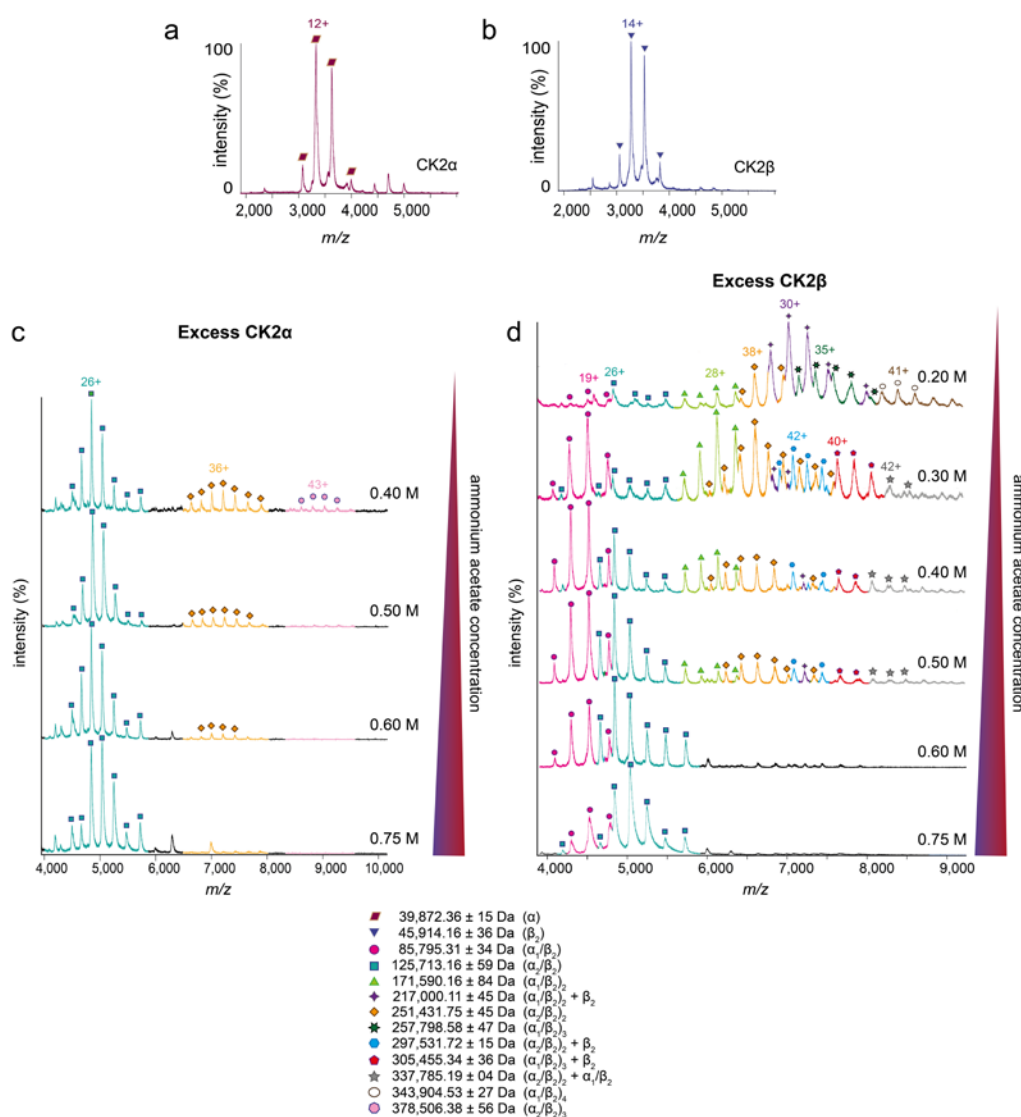 a
12+
100
intensity (%)
0
CK2α
2,000 3,000 4,000 5,000
m/z
b
14+
100
intensity (%)
0
CK2β
2,000 3,000 4,000 5,000
m/z
c
Excess CK2α
26+
36+
43+
0.40 M
0.50 M
0.60 M
0.75 M
intensity (%)
ammonium acetate concentration
4,000 5,000 6,000 7,000 8,000 9,000 10,000
m/z
Excess CK2β
d
30+
38+
35+
19+
26+
28+
41+
0.20 M
42+
40+
42+
0.30 M
0.40 M
0.50 M
0.60 M
0.75 M
intensity (%)
ammonium acetate concentration
4,000 5,000 6,000 7,000 8,000 9,000
m/z
39,872.36 ± 15 Da (α)
45,914.16 ± 36 Da (β₂)
85,795.31 ± 34 Da (α₁/β₂)
125,713.16 ± 59 Da (α₂/β₂)
171,590.16 ± 84 Da (α₁/β₂)₂
217,000.11 ± 45 Da (α₁/β₂)₂ + β₂
251,431.75 ± 45 Da (α₂/β₂)₂
257,798.58 ± 47 Da (α₁/β₂)₃
297,531.72 ± 15 Da (α₂/β₂)₂ + β₂
305,455.34 ± 36 Da (α₁/β₂)₃ + β₂
337,785.19 ± 04 Da (α₂/β₂)₂ + α₁/β₂
343,904.53 ± 27 Da (α₁/β₂)₄
378,506.38 ± 56 Da (α₂/β₂)₃